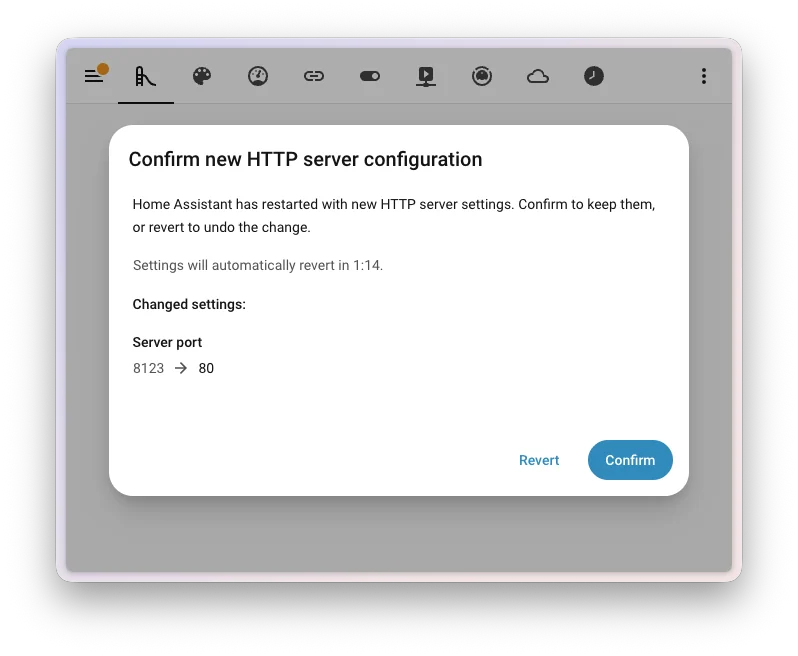 Confirm new HTTP server configuration
Home Assistant has restarted with new HTTP server settings. Confirm to keep them,
or revert to undo the change.
Settings will automatically revert in 1:14.
Changed settings:
Server port
8123 → 80
Revert Confirm